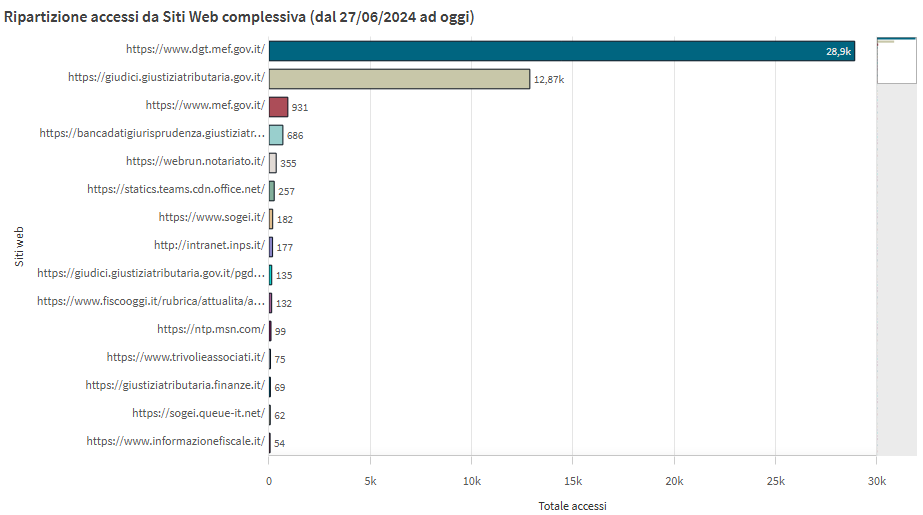 Ripartizione accessi da Siti Web complessiva (dal 27/06/2024 ad oggi)
https://www.dgt.mef.gov.it/ 28,9k
https://giudici.giustiziatributaria.gov.it/ 12,87k
https://www.mef.gov.it/ 931
https://bancadatigiurisprudenza.giustiziatr... 686
https://webrun.notariato.it/ 355
https://statics.teams.cdn.office.net/ 257
https://www.sogei.it/ 182
http://intranet.inps.it/ 177
https://giudici.giustiziatributaria.gov.it/pgd... 135
https://www.fiscooggi.it/rubrica/attualita/a... 132
https://ntp.msn.com/ 99
https://www.trivolieassociati.it/ 75
https://giustiziatributaria.finanze.it/ 69
https://sogei.queue-it.net/ 62
https://www.informazionefiscale.it/ 54
Siti web
0 5k 10k 15k 20k 25k 30k
Totale accessi